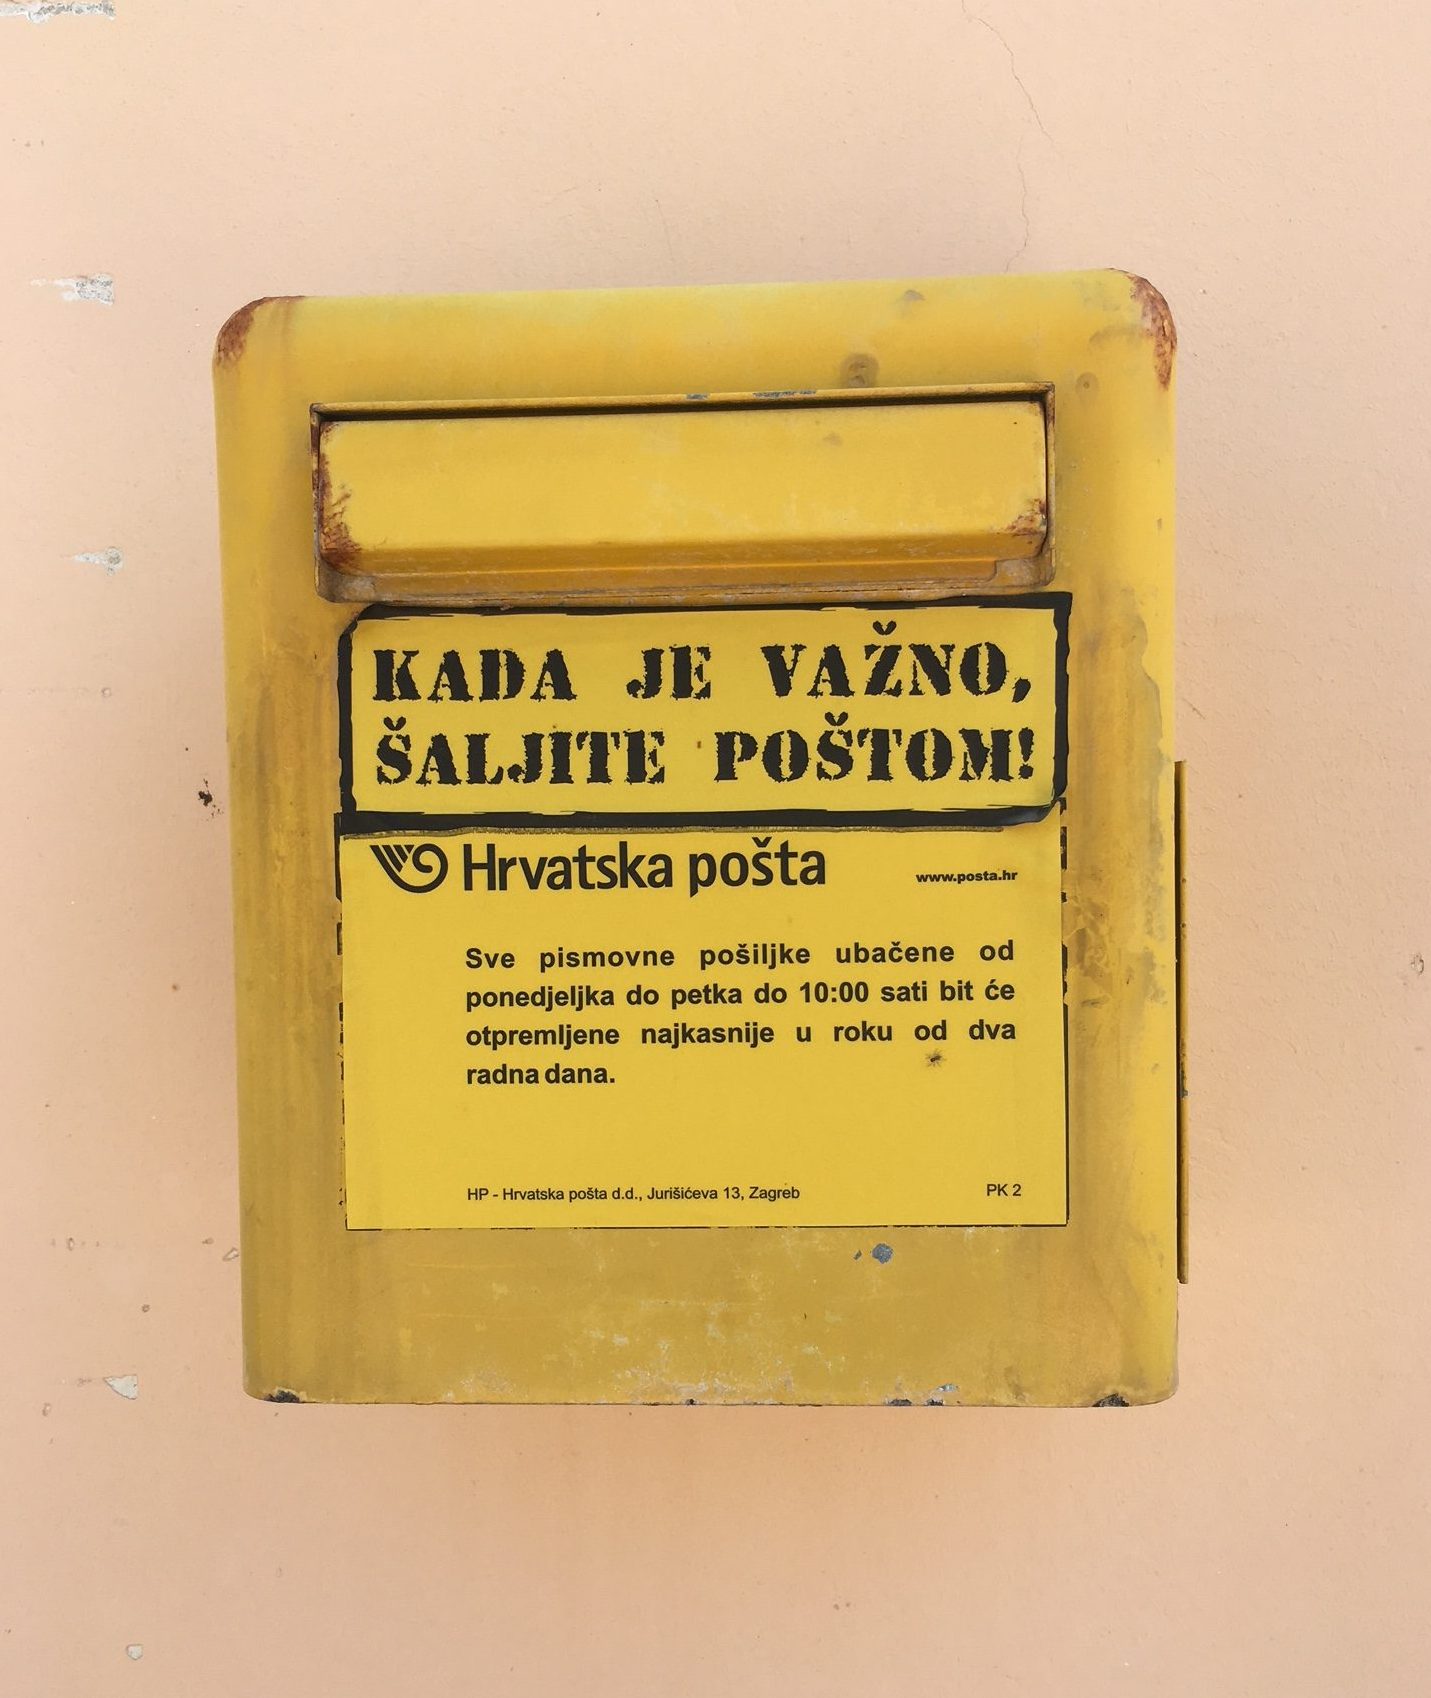 KADA JE VAŽNO,
ŠALJITE POŠTOM!
Hrvatska pošta
www.posta.hr
Sve pismovne pošiljke ubačene od
ponedjeljka do petka do 10:00 sati bit će
otpremljene najkasnije u roku od dva
radna dana.
HP - Hrvatska pošta d.d., Jurišićeva 13, Zagreb
PK 2